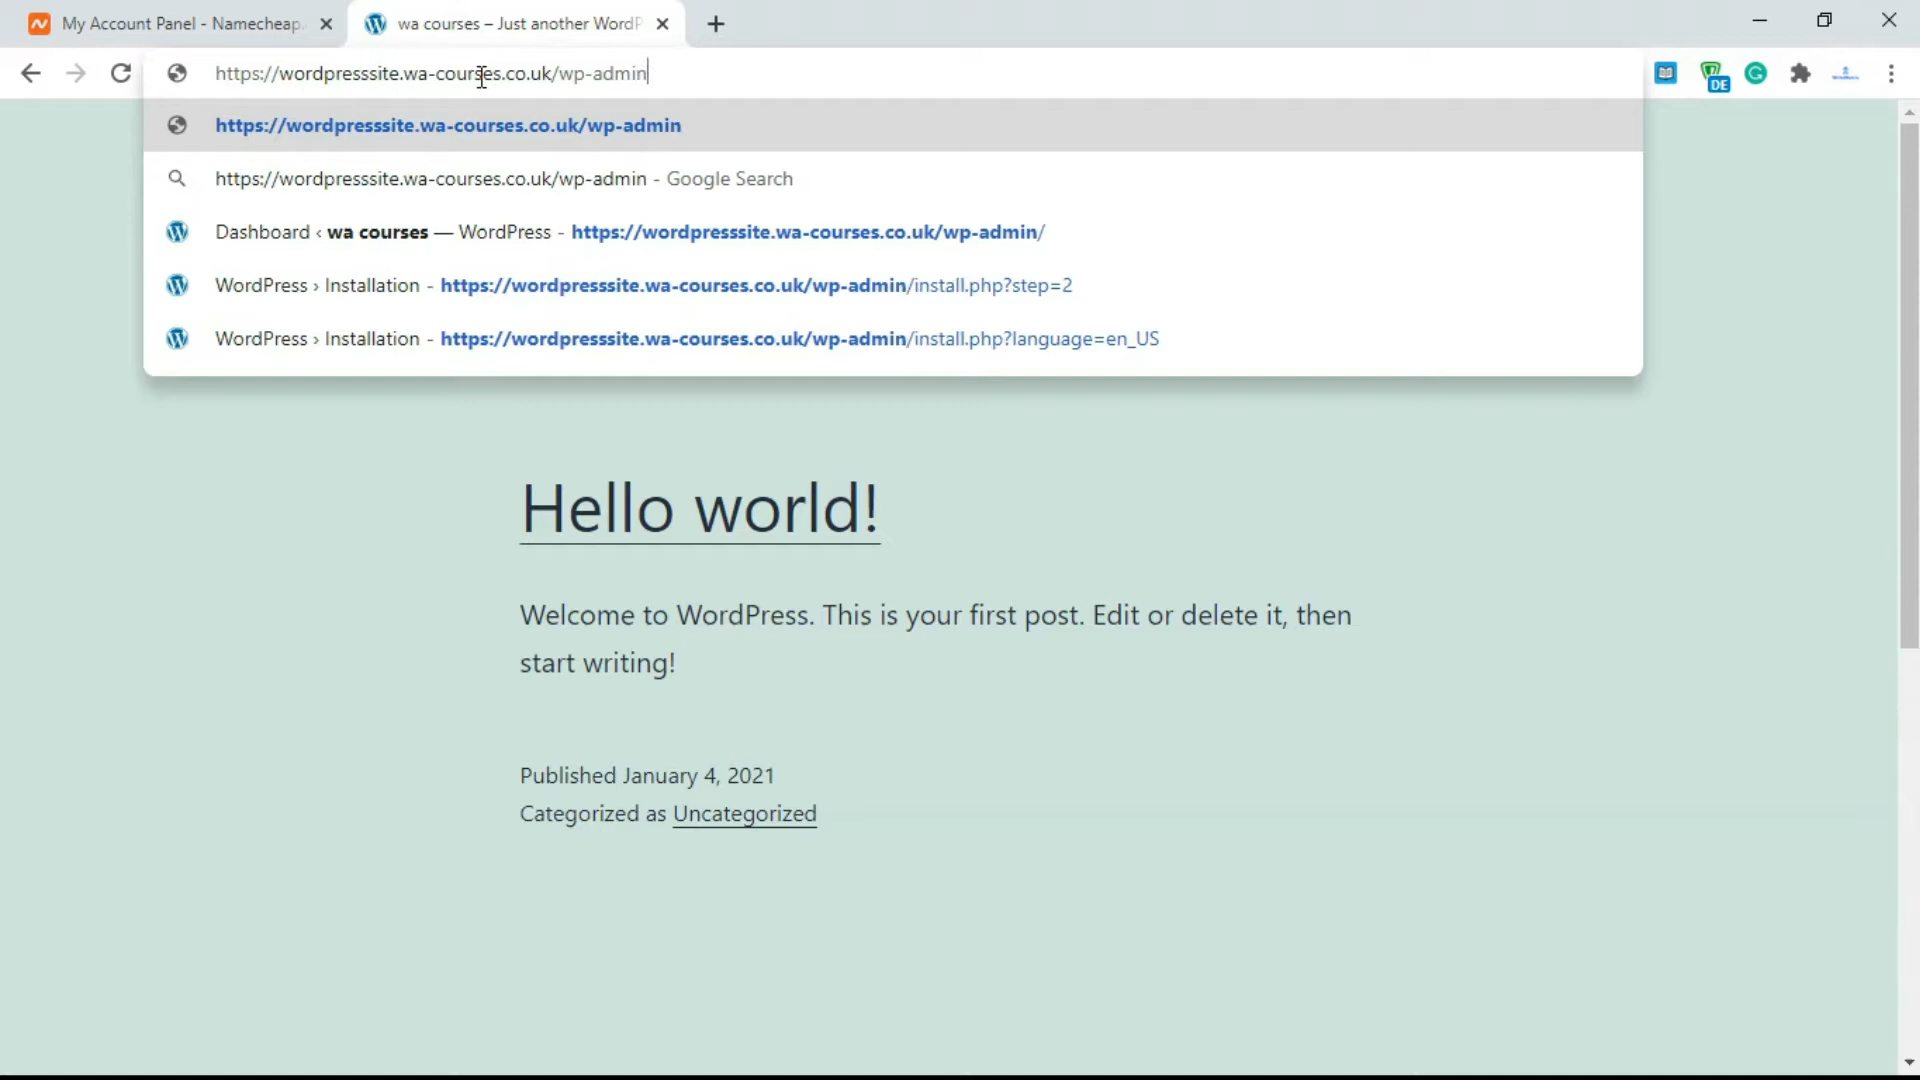 My Account Panel - Namecheap.
wa courses – Just another WordP
https://wordpresssite.wa-courses.co.uk/wp-admin
DE
https://wordpresssite.wa-courses.co.uk/wp-admin
https://wordpresssite.wa-courses.co.uk/wp-admin - Google Search
Dashboard ‹ wa courses — WordPress - https://wordpresssite.wa-courses.co.uk/wp-admin/
WordPress › Installation - https://wordpresssite.wa-courses.co.uk/wp-admin/install.php?step=2
WordPress › Installation - https://wordpresssite.wa-courses.co.uk/wp-admin/install.php?language=en_US
Hello world!
Welcome to WordPress. This is your first post. Edit or delete it, then
start writing!
Published January 4, 2021
Categorized as Uncategorized